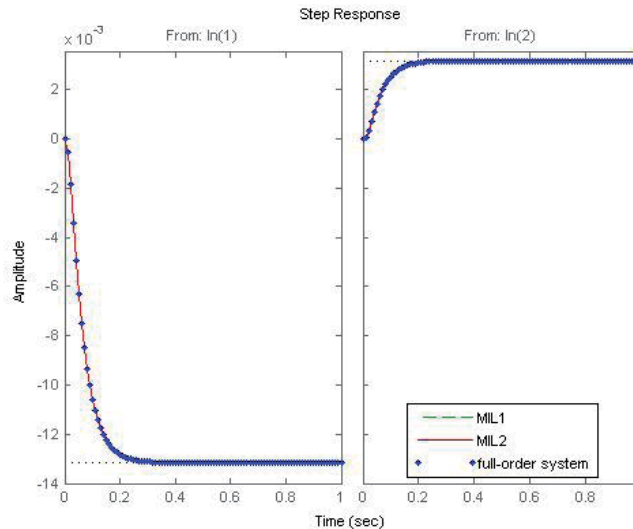 Step Response
From: In(1)
From: In(2)
× 10⁻³
2
0
-2
-4
-6
-8
-10
-12
-14
Amplitude
0 0.2 0.4 0.6 0.8 1
0 0.2 0.4 0.6 0.8
Time (sec)
MIL1
MIL2
full-order system